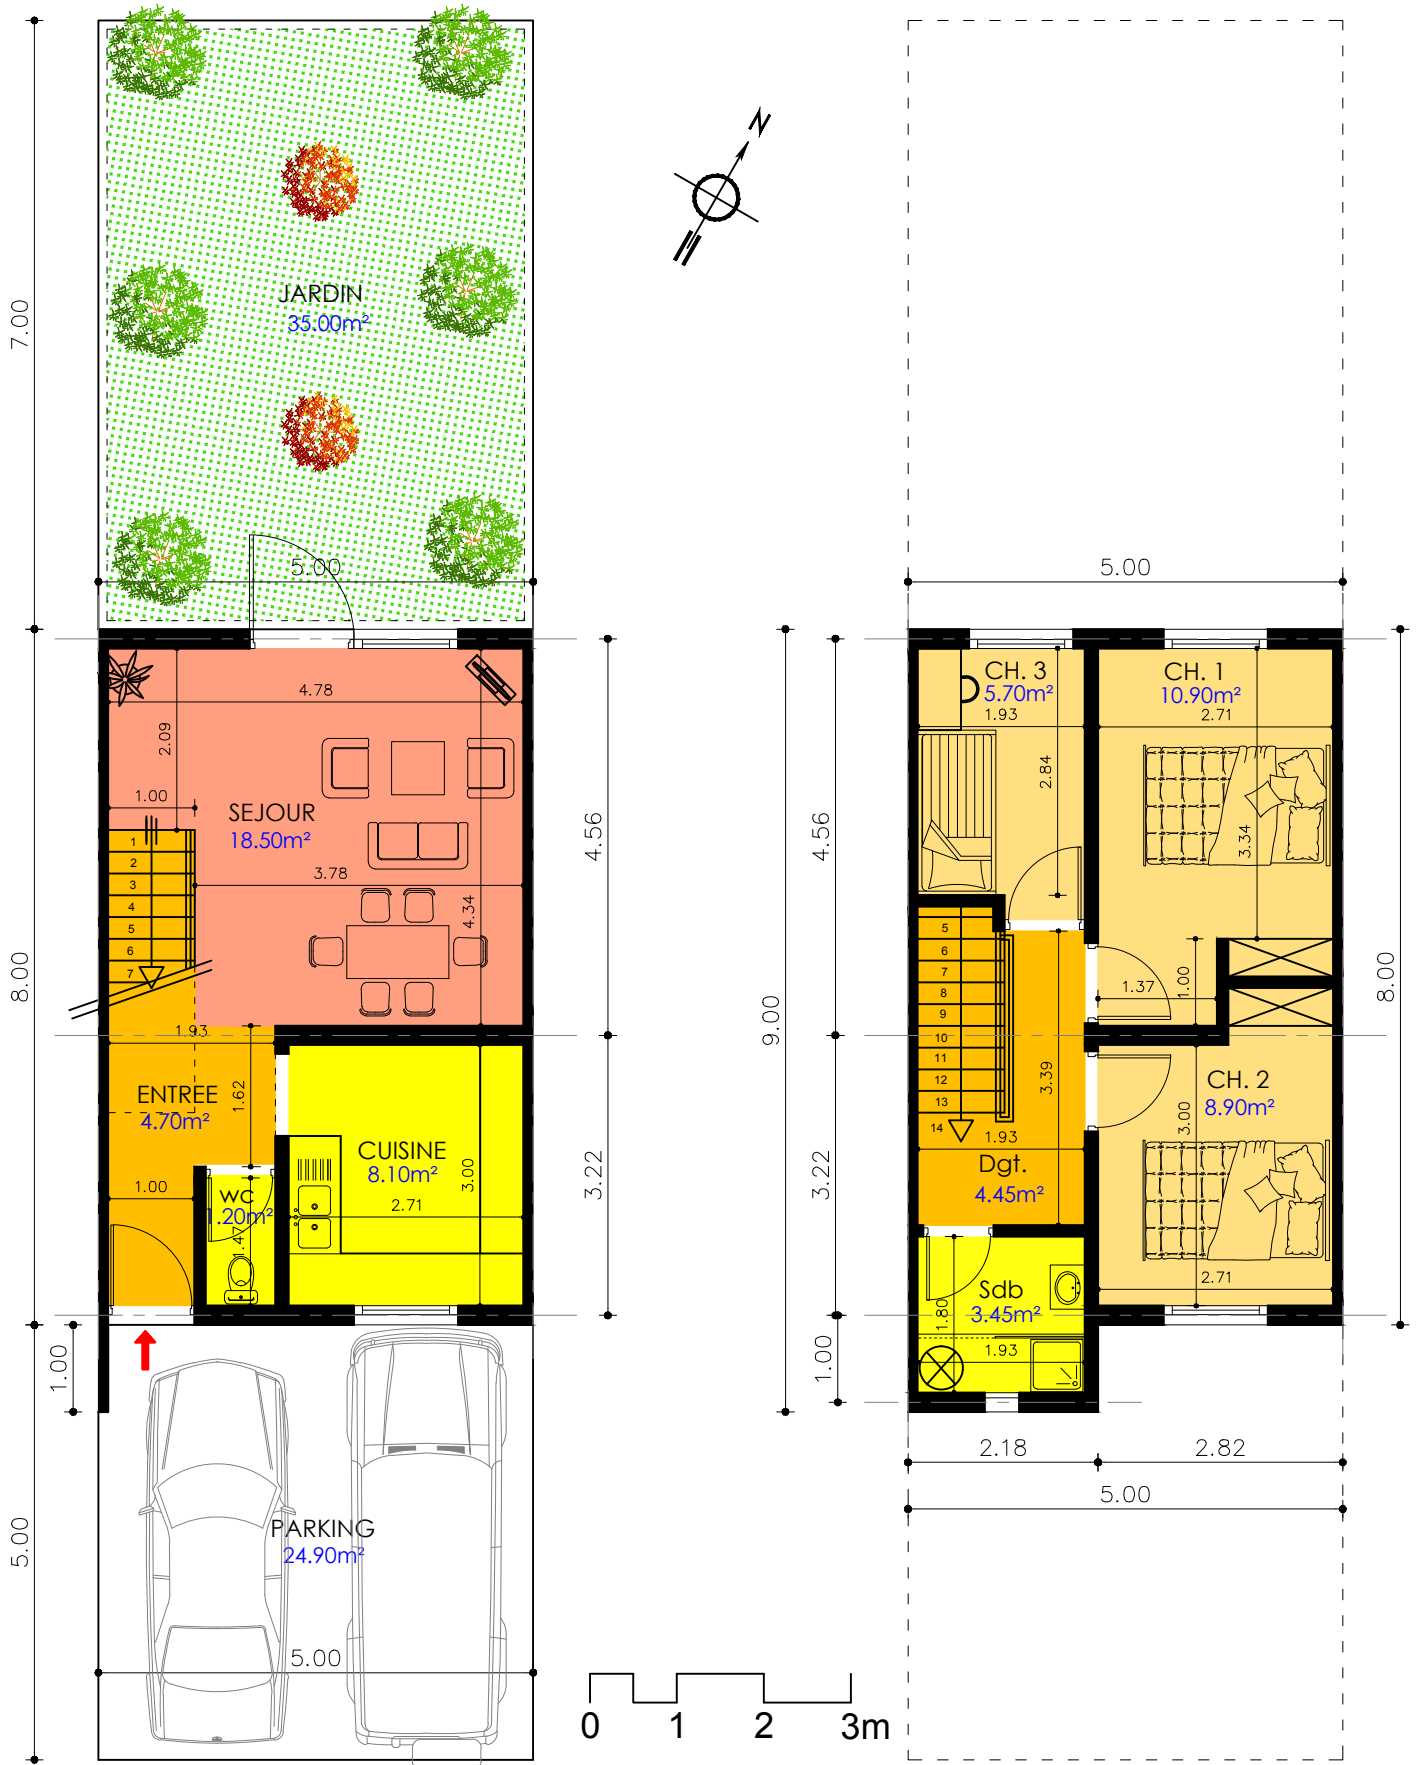 N
7.00
JARDIN
35.00m²
5.00
4.78
2.09
1.00
SEJOUR
18.50m²
3.78
4.34
4.56
1
2
3
4
5
6
7
8.00
1.93
ENTREE
4.70m²
1.62
CUISINE
8.10m²
3.00
2.71
3.22
1.00
WC
1.20m²
1.47
1.00
PARKING
24.90m²
5.00
5.00
0 1 2 3m
5.00
CH. 3
5.70m²
1.93
2.84
CH. 1
10.90m²
2.71
3.34
4.56
5
6
7
8
9
10
11
12
13
14
1.37
1.00
8.00
9.00
3.39
CH. 2
8.90m²
3.00
3.22
1.93
Dgt.
4.45m²
2.71
Sdb
3.45m²
1.80
1.93
1.00
2.18
2.82
5.00